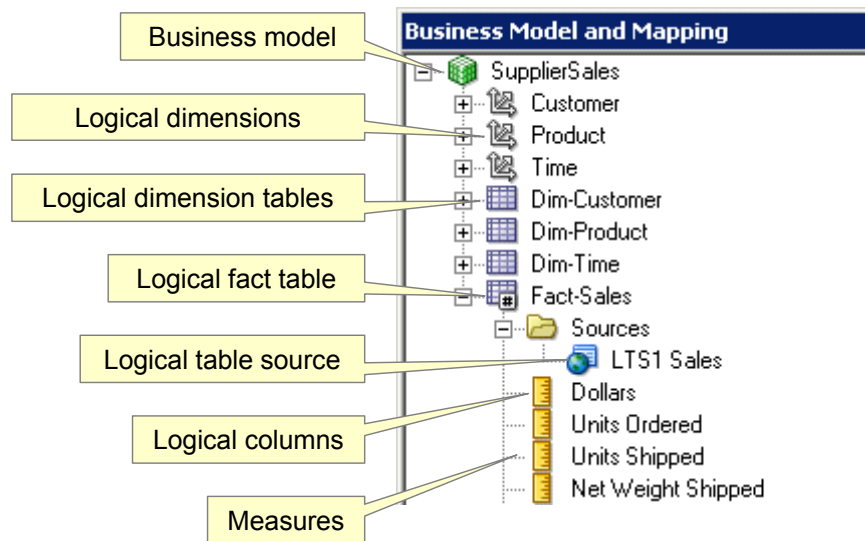 Business Model and Mapping
Business model
SupplierSales
Customer
Logical dimensions
Product
Time
Logical dimension tables
Dim-Customer
Dim-Product
Dim-Time
Logical fact table
Fact-Sales
Sources
Logical table source
LTS1 Sales
Dollars
Logical columns
Units Ordered
Units Shipped
Net Weight Shipped
Measures